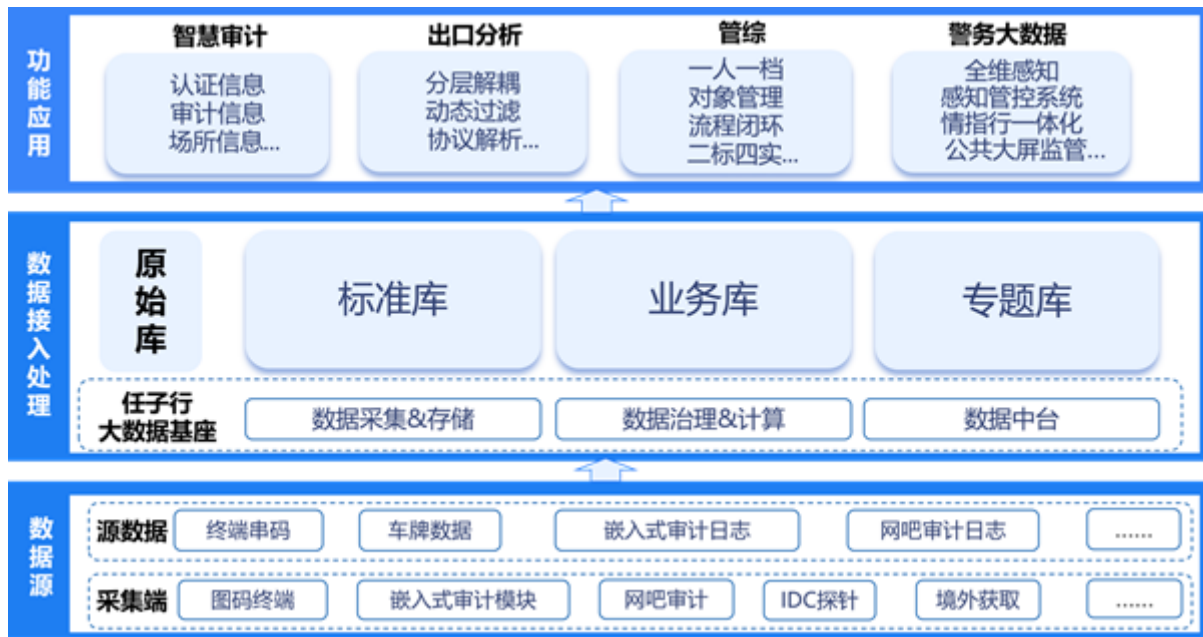 功能应用
智慧审计
认证信息
审计信息
场所信息...
出口分析
分层解耦
动态过滤
协议解析...
管综
一人一档
对象管理
流程闭环
二标四实...
警务大数据
全维感知
感知管控系统
情指行一体化
公共大屏监管...
数据接入处理
原始库
标准库
业务库
专题库
任子行
大数据基座
数据采集&存储
数据治理&计算
数据中台
数据源
源数据
终端串码
车牌数据
嵌入式审计日志
网吧审计日志
......
采集端
图码终端
嵌入式审计模块
网吧审计
IDC探针
境外获取
......